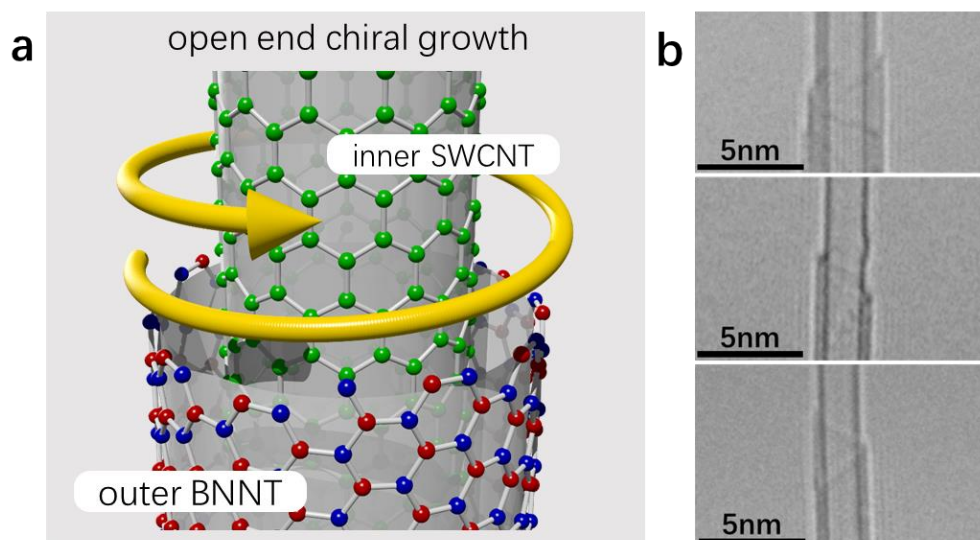 a
open end chiral growth
inner SWCNT
outer BNNT
b
5nm
5nm
5nm